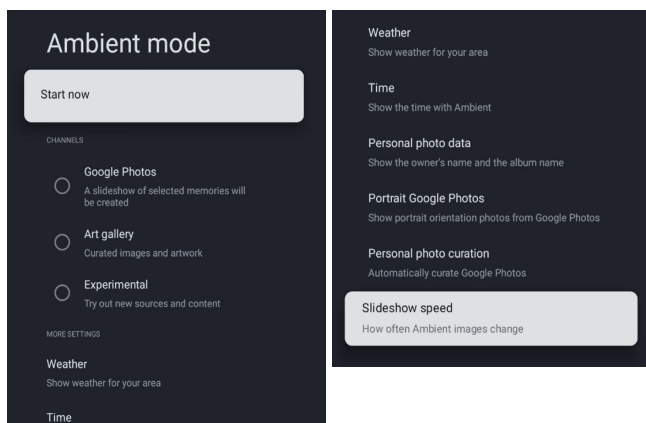 Ambient mode
Start now
CHANNELS
Google Photos
A slideshow of selected memories will
be created
Art gallery
Curated images and artwork
Experimental
Try out new sources and content
MORE SETTINGS
Weather
Show weather for your area
Time
Weather
Show weather for your area
Time
Show the time with Ambient
Personal photo data
Show the owner's name and the album name
Portrait Google Photos
Show portrait orientation photos from Google Photos
Personal photo curation
Automatically curate Google Photos
Slideshow speed
How often Ambient images change